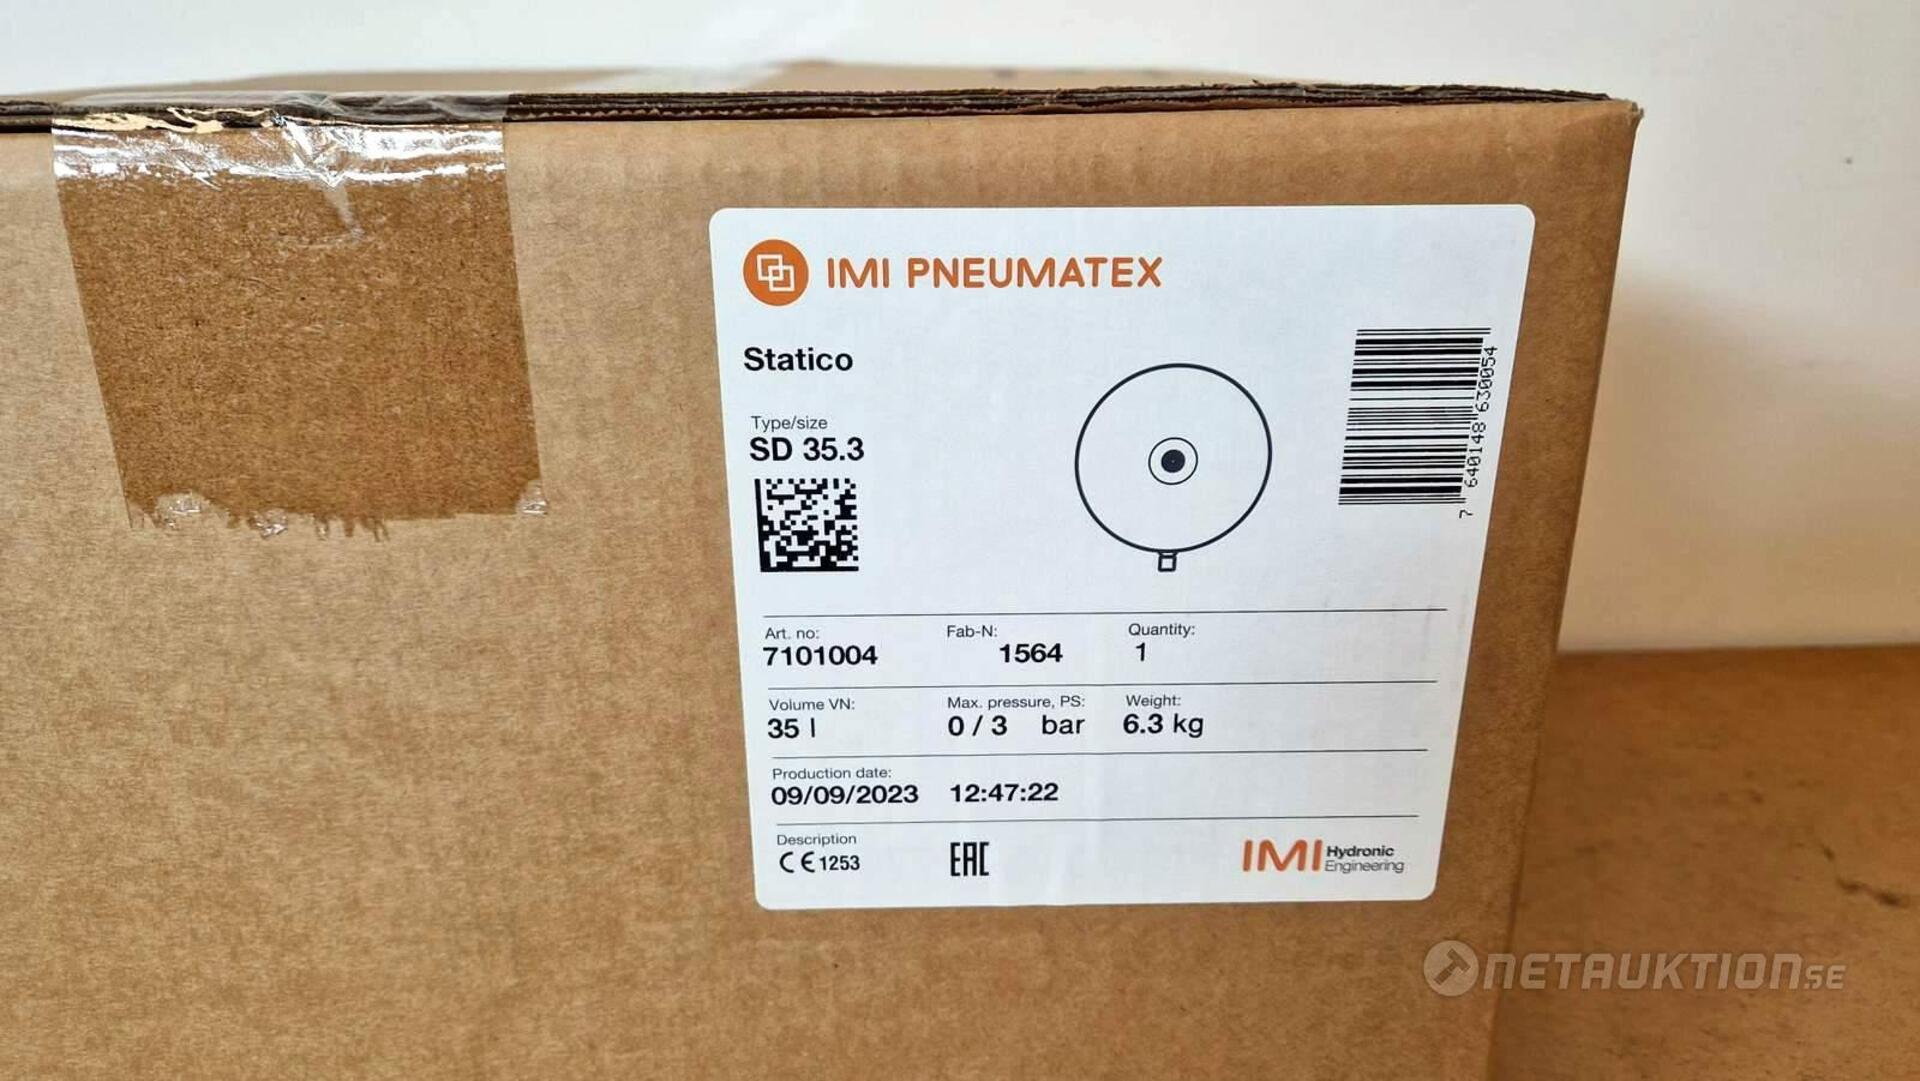 IMI PNEUMATEX
Statico
Type/size
SD 35.3
7 640148 630054
Art. no: Fab-N: Quantity:
7101004 1564 1
Volume VN: Max. pressure, PS: Weight:
35 l 0 / 3 bar 6.3 kg
Production date:
09/09/2023 12:47:22
Description
CE 1253 EAC
IMI Hydronic
Engineering
NETAUKTION.SE